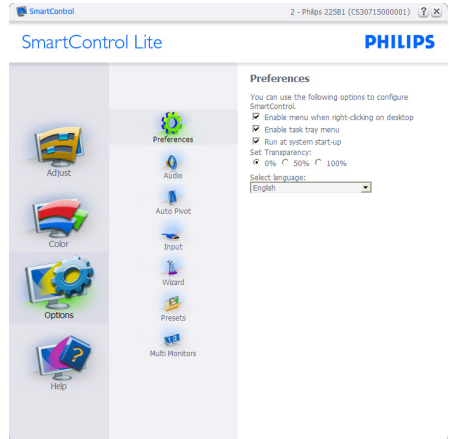 SmartControl
2 - Philips 225B1 (CS30715000001)
? ×
SmartControl Lite
PHILIPS
Adjust
Color
Options
Help
Preferences
Audio
Auto Pivot
Input
Wizard
Presets
Multi Monitors
Preferences
You can use the following options to configure
SmartControl.
Enable menu when right-clicking on desktop
Enable task tray menu
Run at system start-up
Set Transparency:
0% 50% 100%
Select language:
English